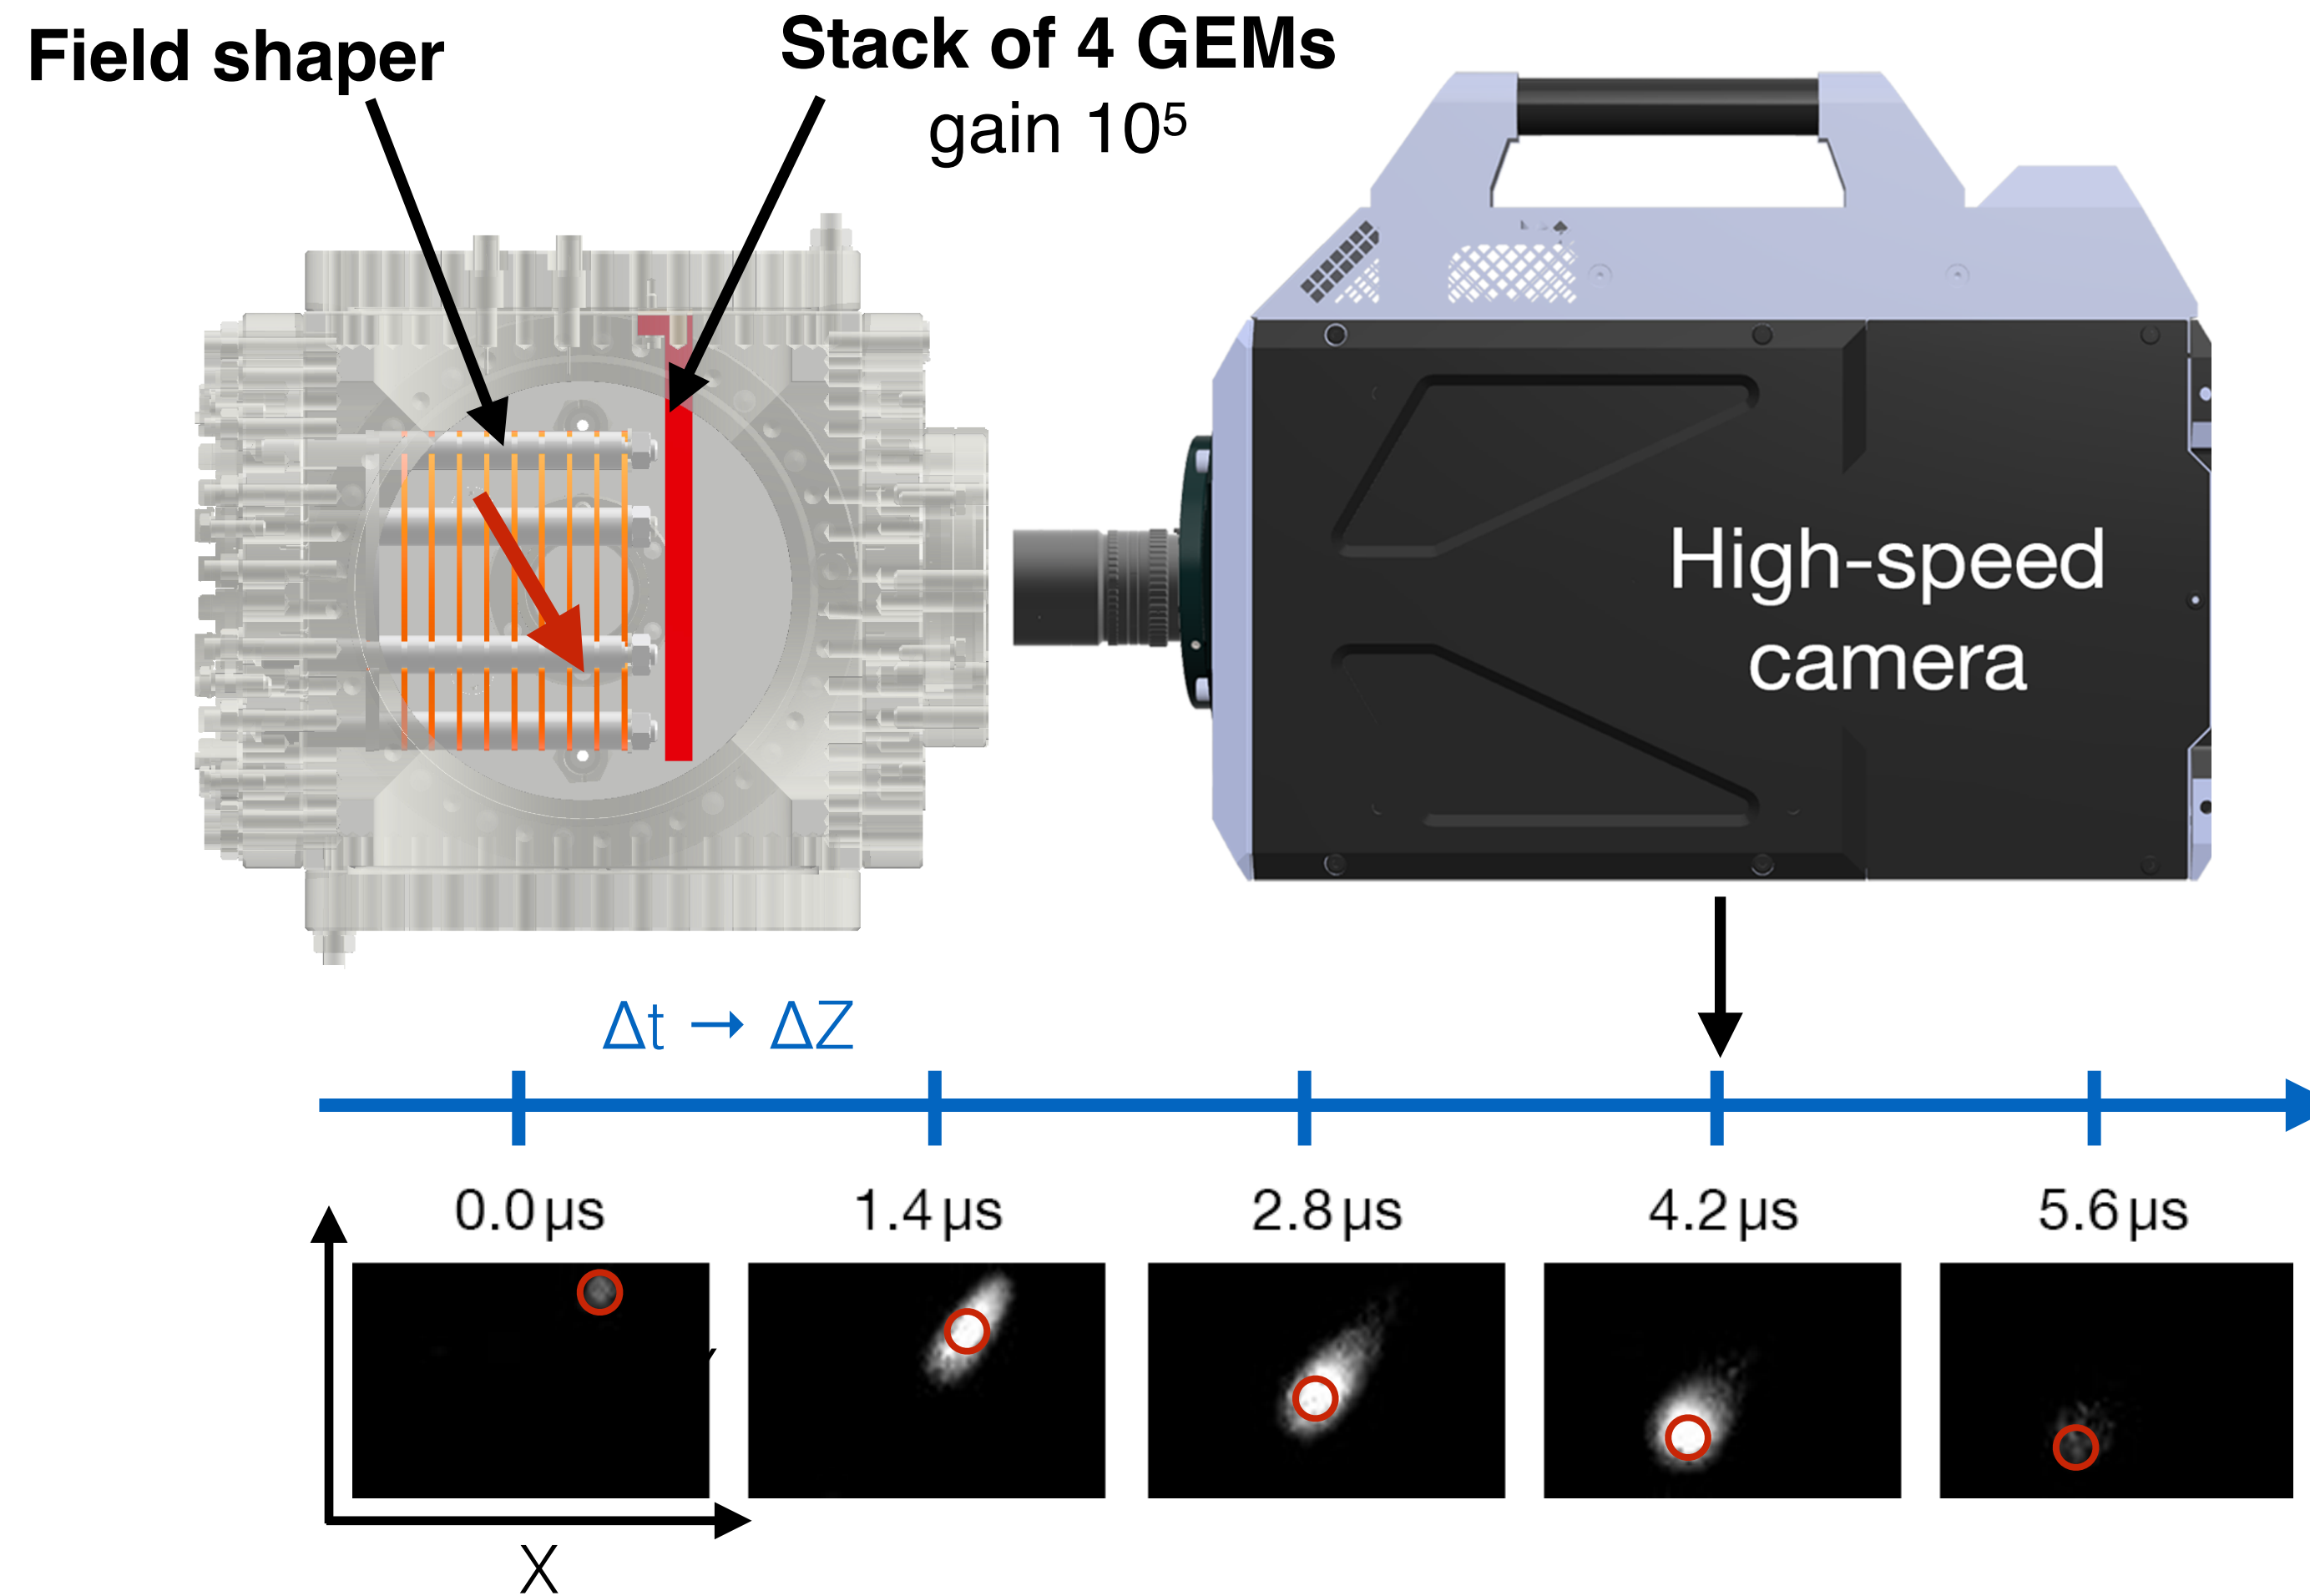 Field shaper
Stack of 4 GEMs
gain 10⁵
High-speed
camera
Δt → ΔZ
0.0 µs
1.4 µs
2.8 µs
4.2 µs
5.6 µs
X